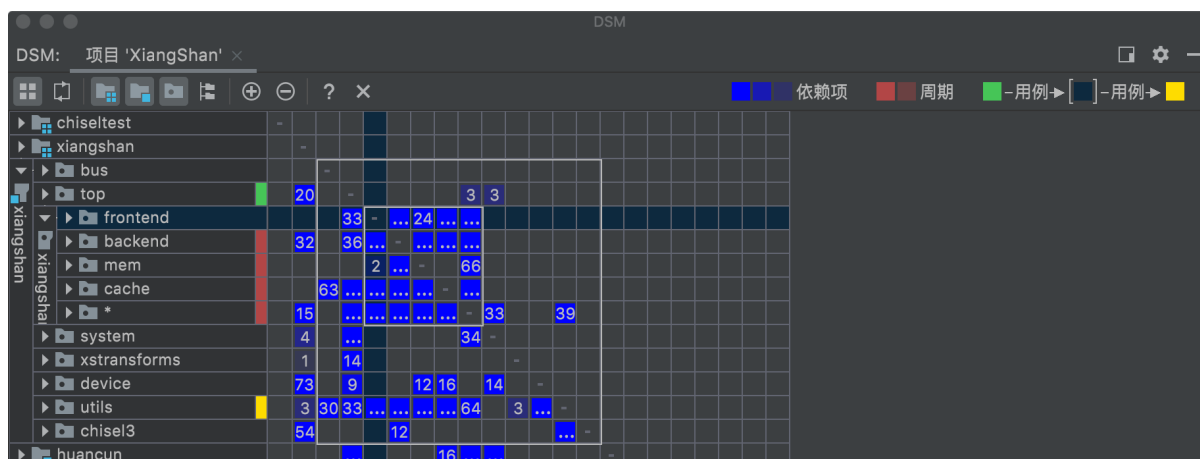 DSM
DSM: 项目 'XiangShan' ×
? × 依赖项 周期 –用例→[ ]–用例→
chiseltest -
xiangshan -
bus -
top 20 - 3 3
frontend 33 - ... 24 ... ...
backend 32 36 ... - ... ... ...
mem 2 ... - 66
cache 63 ... ... ... ... - ...
* 15 ... ... ... ... ... - 33 39
system 4 ... 34 -
xstransforms 1 14 -
device 73 9 12 16 14 -
utils 3 30 33 ... ... ... ... 64 3 ... -
chisel3 54 12 ... -
huancun ... 16 ... ... -
xiangshan
xiangshan